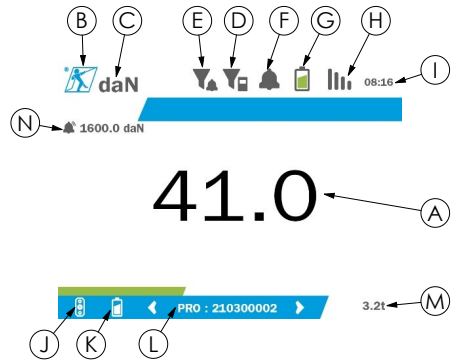 B C E D F G H
daN 08:16 I
N 1600.0 daN
41.0 A
PRO : 210300002 3.2t M
J K L